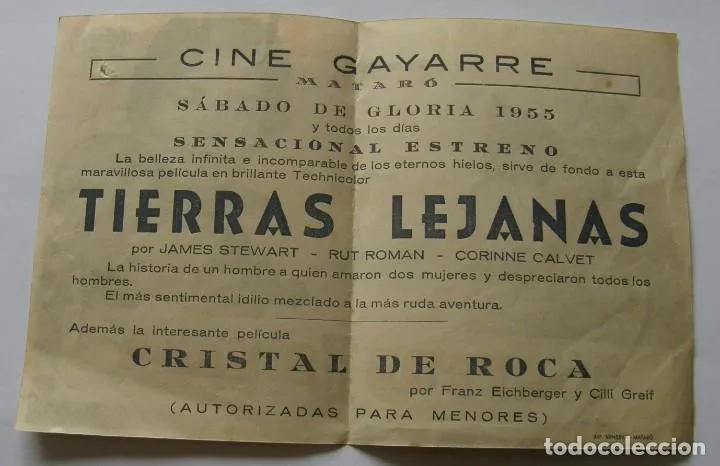 CINE GAYARRE
MATARÓ
SÁBADO DE GLORIA 1955
y todos los días
SENSACIONAL ESTRENO
La belleza infinita e incomparable de los eternos hielos, sirve de fondo a esta
maravillosa película en brillante Technicolor
TIERRAS LEJANAS
por JAMES STEWART - RUT ROMAN - CORINNE CALVET
La historia de un hombre a quien amaron dos mujeres y despreciaron todos los
hombres.
El más sentimental idilio mezclado a la más ruda aventura.
Además la interesante película
CRISTAL DE ROCA
por Franz Eichberger y Cilli Greif
(AUTORIZADAS PARA MENORES)
MATARÓ
todocoleccion